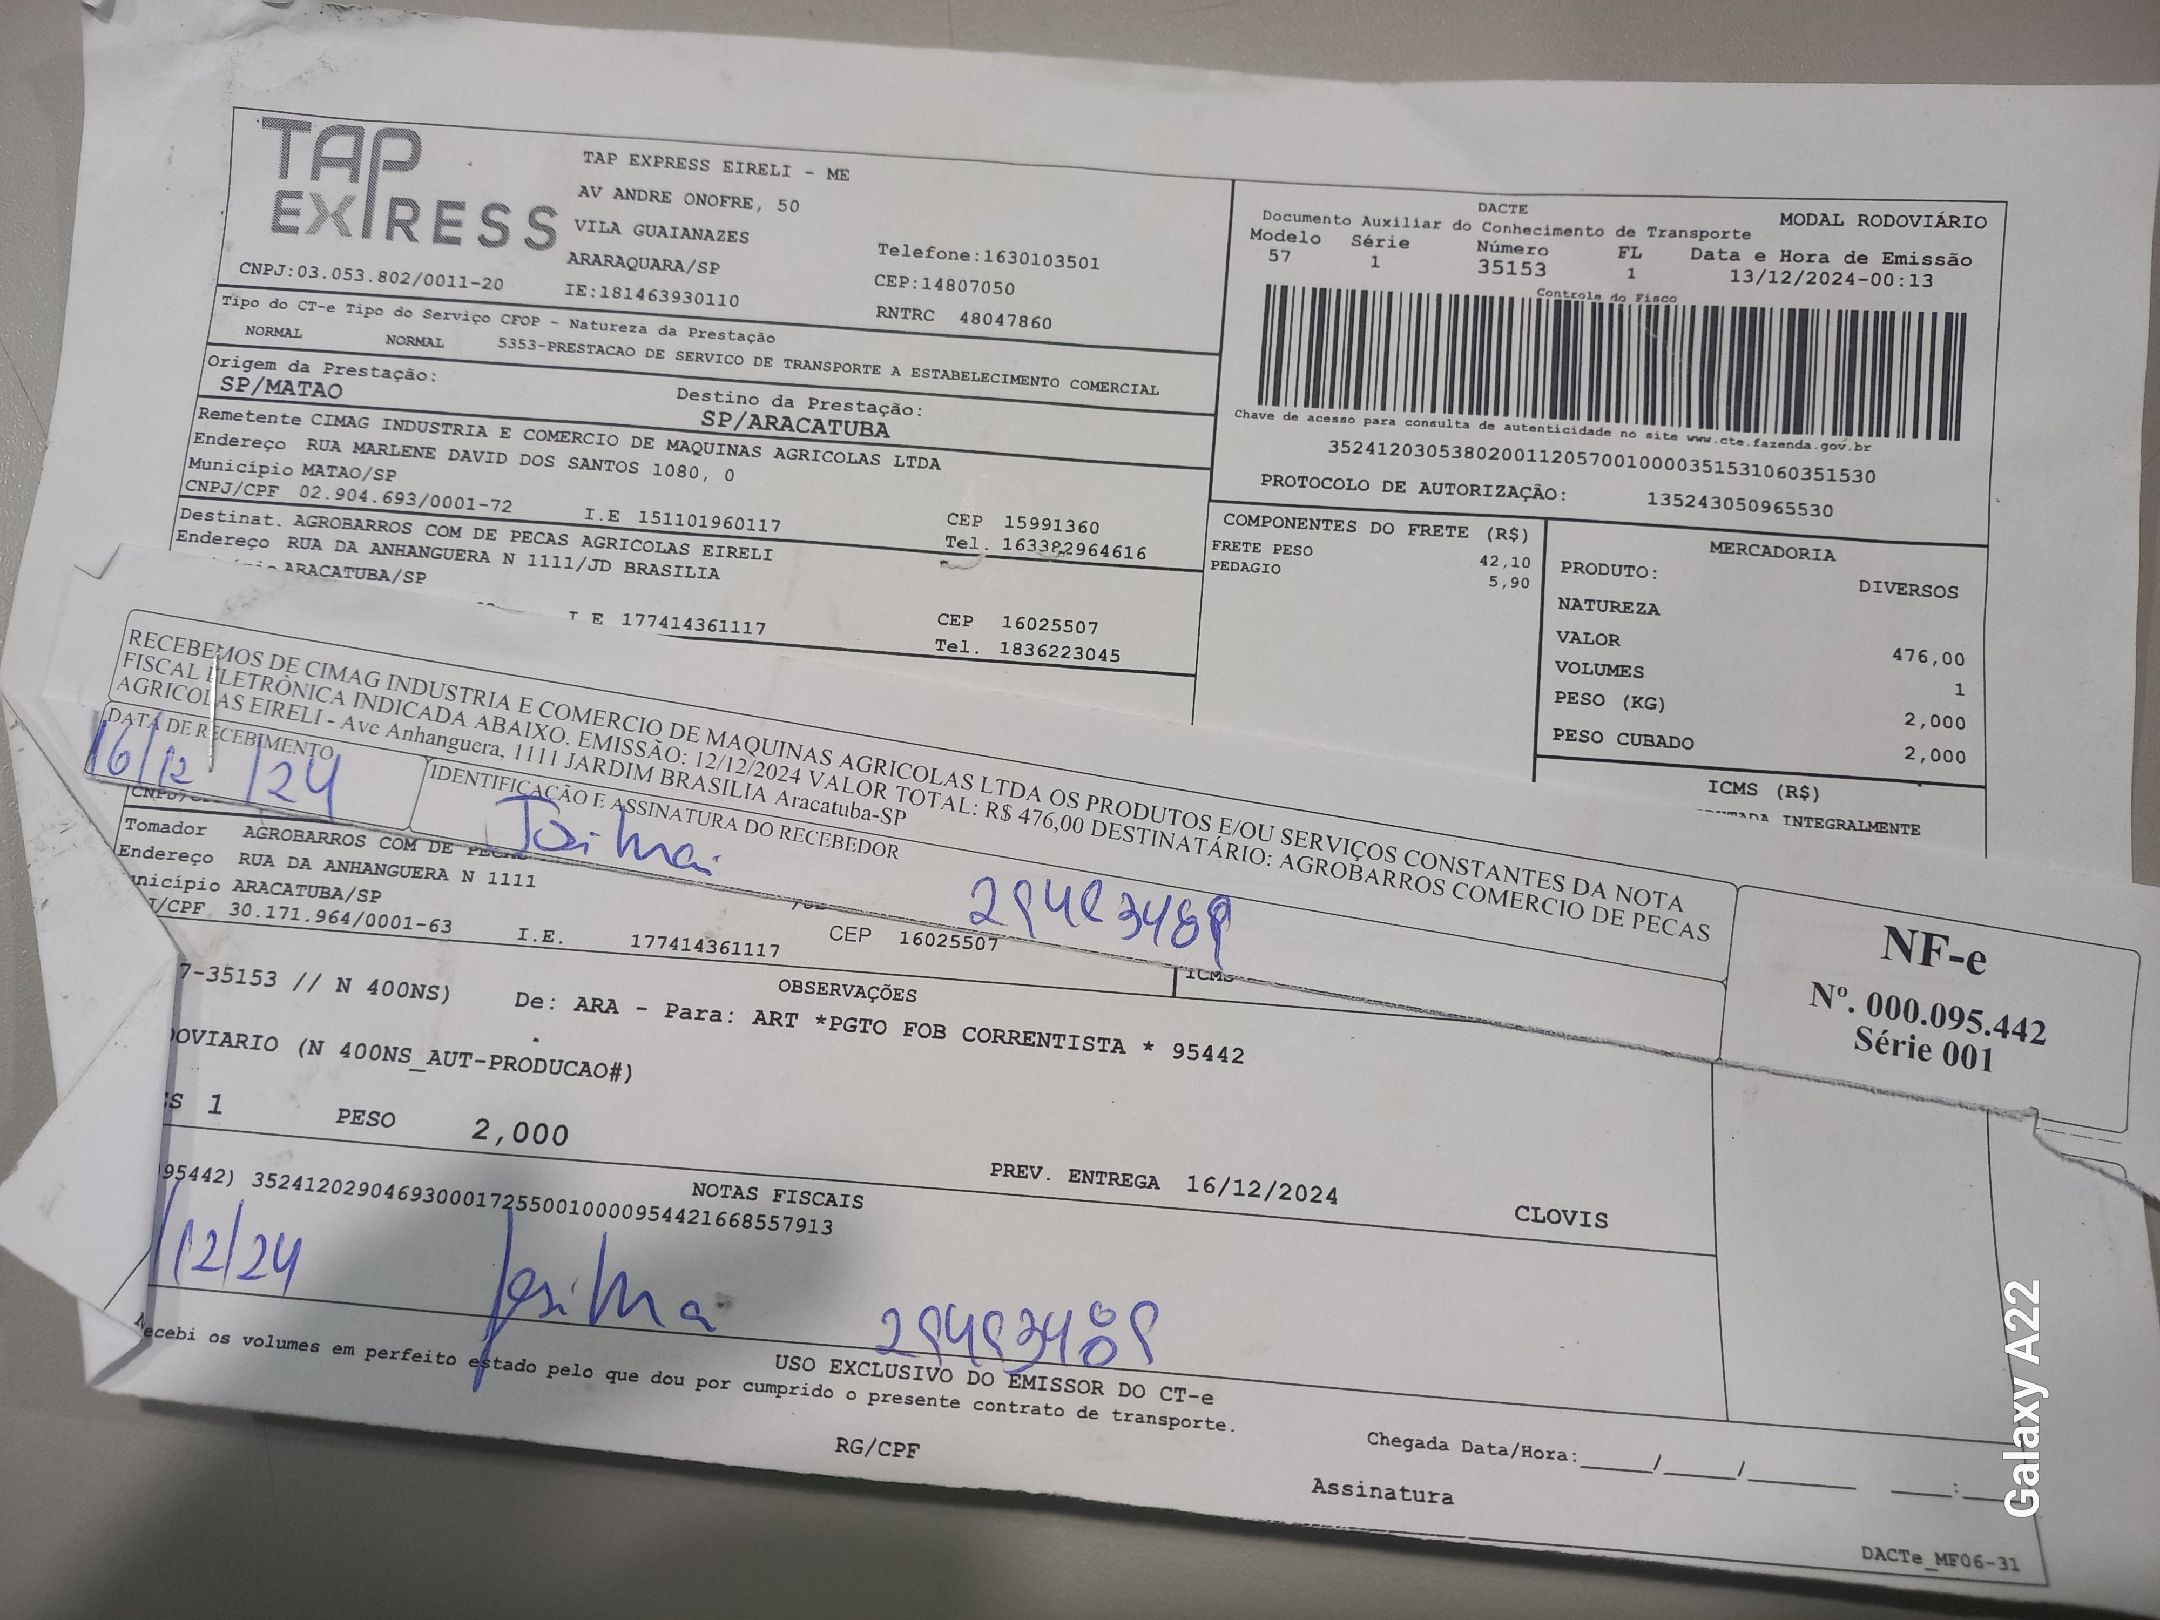 TAP EXPRESS
TAP EXPRESS EIRELI - ME
AV ANDRE ONOFRE, 50
VILA GUAIANAZES
ARARAQUARA/SP
Telefone:1630103501
CEP:14807050
CNPJ:03.053.802/0011-20
IE:181463930110
RNTRC 48047860
Tipo do CT-e Tipo do Serviço CFOP - Natureza da Prestação
NORMAL NORMAL 5353-PRESTACAO DE SERVICO DE TRANSPORTE A ESTABELECIMENTO COMERCIAL
Origem da Prestação:
SP/MATAO
Destino da Prestação:
SP/ARACATUBA
Remetente CIMAG INDUSTRIA E COMERCIO DE MAQUINAS AGRICOLAS LTDA
Endereço RUA MARLENE DAVID DOS SANTOS 1080, 0
Município MATAO/SP
CNPJ/CPF 02.904.693/0001-72 I.E 151101960117
CEP 15991360
Tel. 163382964616
Destinat. AGROBARROS COM DE PECAS AGRICOLAS EIRELI
Endereço RUA DA ANHANGUERA N 1111/JD BRASILIA
ARACATUBA/SP
I E 177414361117
CEP 16025507
Tel. 1836223045
DACTE MODAL RODOVIÁRIO
Documento Auxiliar do Conhecimento de Transporte
Modelo Série Número FL Data e Hora de Emissão
57 1 35153 1 13/12/2024-00:13
Controle do Fisco
Chave de acesso para consulta de autenticidade no site www.cte.fazenda.gov.br
35241203053802001120570010000351531060351530
PROTOCOLO DE AUTORIZAÇÃO: 135243050965530
COMPONENTES DO FRETE (R$)
FRETE PESO 42,10
PEDAGIO 5,90
MERCADORIA
PRODUTO: DIVERSOS
NATUREZA
VALOR 476,00
VOLUMES 1
PESO (KG) 2,000
PESO CUBADO 2,000
ICMS (R$)
INTEGRALMENTE
RECEBEMOS DE CIMAG INDUSTRIA E COMERCIO DE MAQUINAS AGRICOLAS LTDA OS PRODUTOS E/OU SERVIÇOS CONSTANTES DA NOTA
FISCAL ELETRÔNICA INDICADA ABAIXO. EMISSÃO: 12/12/2024 VALOR TOTAL: R$ 476,00 DESTINATÁRIO: AGROBARROS COMERCIO DE PECAS
AGRICOLAS EIRELI - Ave Anhanguera, 1111 JARDIM BRASILIA Aracatuba-SP
DATA DE RECEBIMENTO
16/12/24
IDENTIFICAÇÃO E ASSINATURA DO RECEBEDOR
NF-e
Nº. 000.095.442
Série 001
Tomador AGROBARROS COM DE
Endereço RUA DA ANHANGUERA N 1111
nicípio ARACATUBA/SP
J/CPF 30.171.964/0001-63 I.E. 177414361117 CEP 16025507
ICMS
OBSERVAÇÕES
7-35153 // N 400NS) De: ARA - Para: ART *PGTO FOB CORRENTISTA * 95442
OVIARIO (N 400NS_AUT-PRODUCAO#)
S 1 PESO 2,000
PREV. ENTREGA 16/12/2024
CLOVIS
NOTAS FISCAIS
95442) 35241202904693000172550010000954421668557913
/12/24
USO EXCLUSIVO DO EMISSOR DO CT-e
ecebi os volumes em perfeito estado pelo que dou por cumprido o presente contrato de transporte.
RG/CPF
Assinatura
Chegada Data/Hora:_____/_____/________ ____:___
DACTe_MF06-31
Galaxy A22